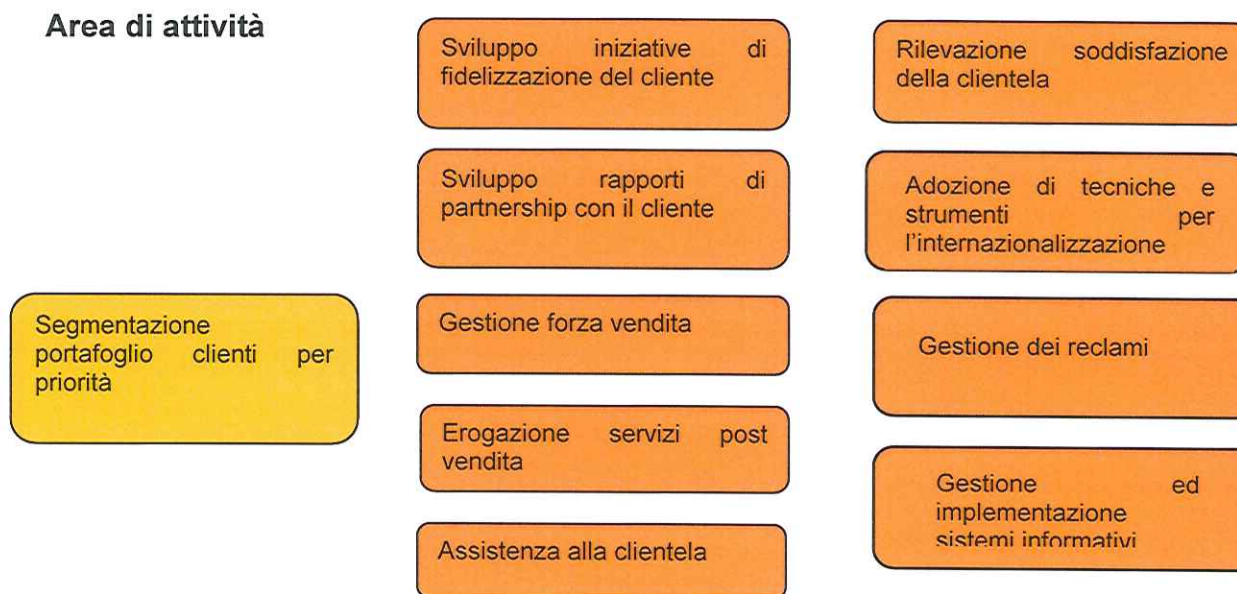 Area di attività
Segmentazione
portafoglio clienti per
priorità
Sviluppo iniziative di
fidelizzazione del cliente
Sviluppo rapporti di
partnership con il cliente
Gestione forza vendita
Erogazione servizi post
vendita
Assistenza alla clientela
Rilevazione soddisfazione
della clientela
Adozione di tecniche e
strumenti per
l'internazionalizzazione
Gestione dei reclami
Gestione ed
implementazione
sistemi informativi